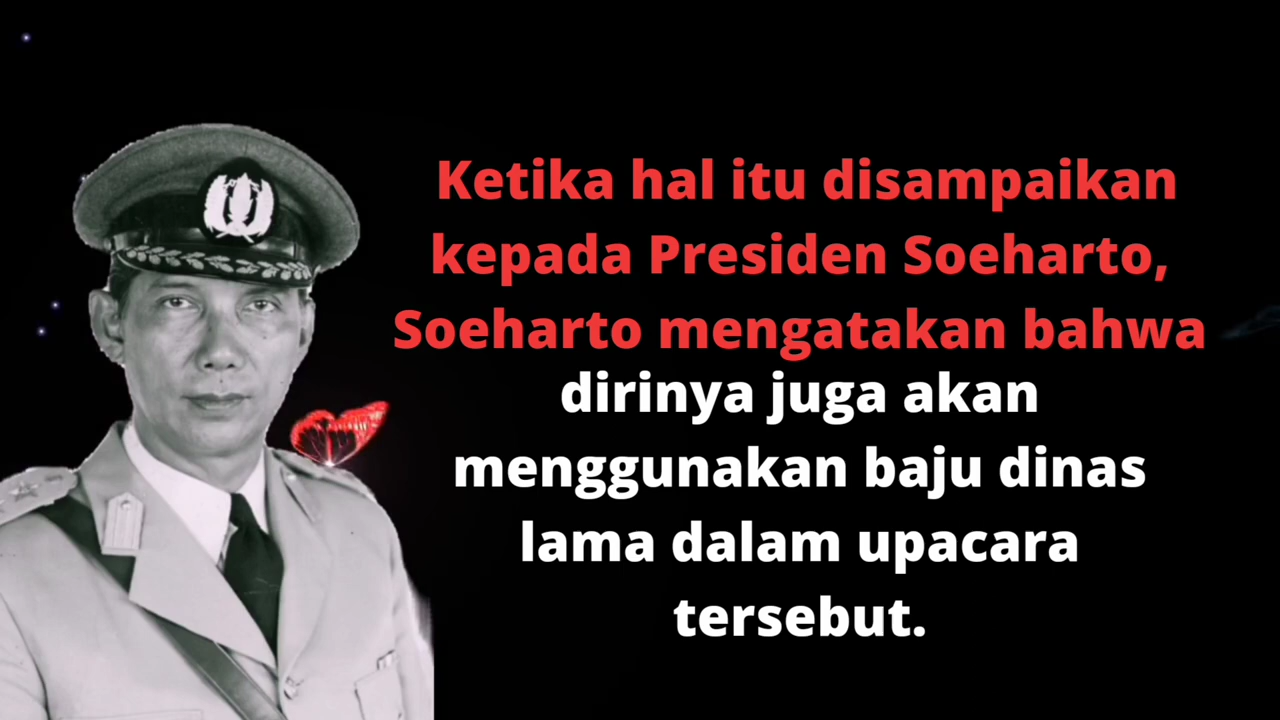 Ketika hal itu disampaikan
kepada Presiden Soeharto,
Soeharto mengatakan bahwa
dirinya juga akan
menggunakan baju dinas
lama dalam upacara
tersebut.